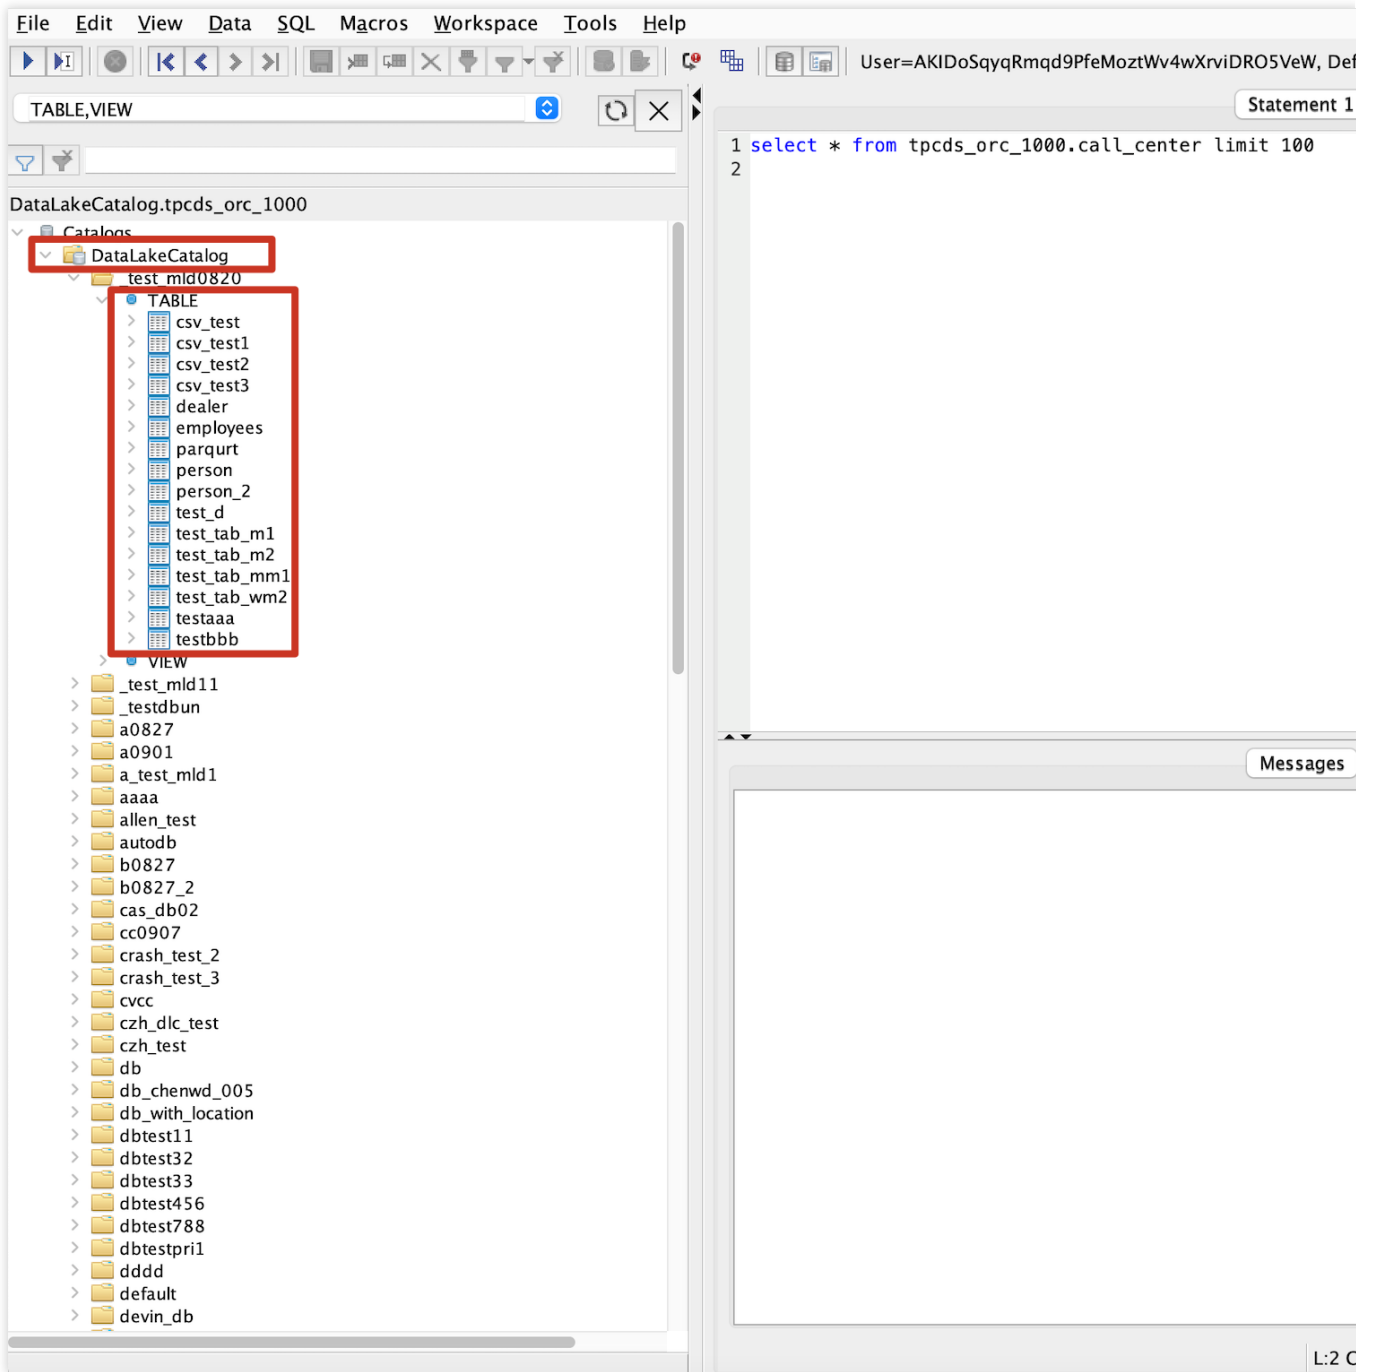 File Edit View Data SQL Macros Workspace Tools Help
User=AKIDoSqyqRmqd9PfeMoztWv4wXrviDRO5VeW, Def
TABLE,VIEW
Statement 1
1 select * from tpcds_orc_1000.call_center limit 100
2
DataLakeCatalog.tpcds_orc_1000
Catalogs
DataLakeCatalog
_test_mld0820
TABLE
csv_test
csv_test1
csv_test2
csv_test3
dealer
employees
parqurt
person
person_2
test_d
test_tab_m1
test_tab_m2
test_tab_mm1
test_tab_wm2
testaaa
testbbb
VIEW
_test_mld11
_testdbun
a0827
a0901
a_test_mld1
aaaa
allen_test
autodb
b0827
b0827_2
cas_db02
cc0907
crash_test_2
crash_test_3
cvcc
czh_dlc_test
czh_test
db
db_chenwd_005
db_with_location
dbtest11
dbtest32
dbtest33
dbtest456
dbtest788
dbtestpri1
dddd
default
devin_db
Messages
L:2 C